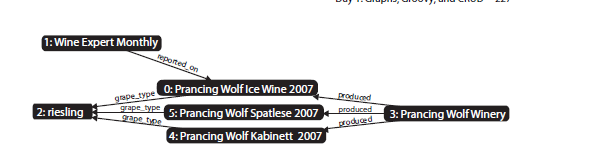 Day 1: Graphs, Groovy, and CRUD 227
1: Wine Expert Monthly
reported_on
0: Prancing Wolf Ice Wine 2007
grape_type
produced
2: riesling
grape_type
5: Prancing Wolf Spatlese 2007
produced
3: Prancing Wolf Winery
grape_type
produced
4: Prancing Wolf Kabinett 2007